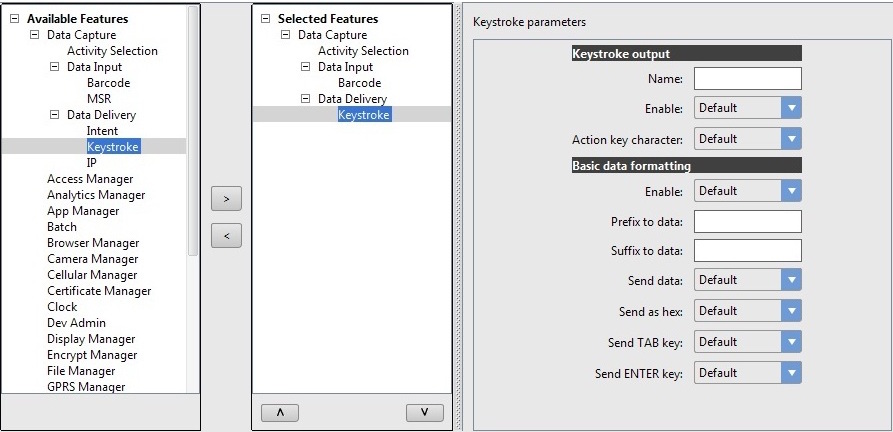 Available Features
Data Capture
Activity Selection
Data Input
Barcode
MSR
Data Delivery
Intent
Keystroke
IP
Access Manager
Analytics Manager
App Manager
Batch
Browser Manager
Camera Manager
Cellular Manager
Certificate Manager
Clock
Dev Admin
Display Manager
Encrypt Manager
File Manager
GPRS Manager
>
<
Selected Features
Data Capture
Activity Selection
Data Input
Barcode
Data Delivery
Keystroke
Λ
V
Keystroke parameters
Keystroke output
Name:
Enable: Default
Action key character: Default
Basic data formatting
Enable: Default
Prefix to data:
Suffix to data:
Send data: Default
Send as hex: Default
Send TAB key: Default
Send ENTER key: Default